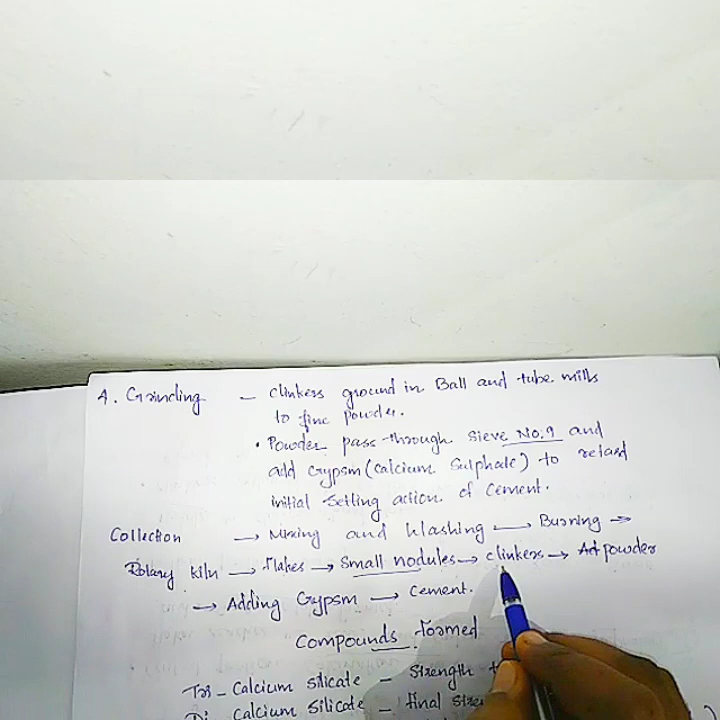 4. Grinding - clinkers ground in Ball and tube mills
to fine powder.
• Powder pass through sieve No.9 and
add Gypsm (Calcium Sulphate) to retard
initial setting action of Cement.
Collection → Mixing and Washing → Burning →
Rotary kiln → Flakes → Small nodules → clinkers → powder
→ Adding Gypsm → Cement.
Compounds formed
Tri - Calcium silicate - Strength
Di - Calcium Silicate - final